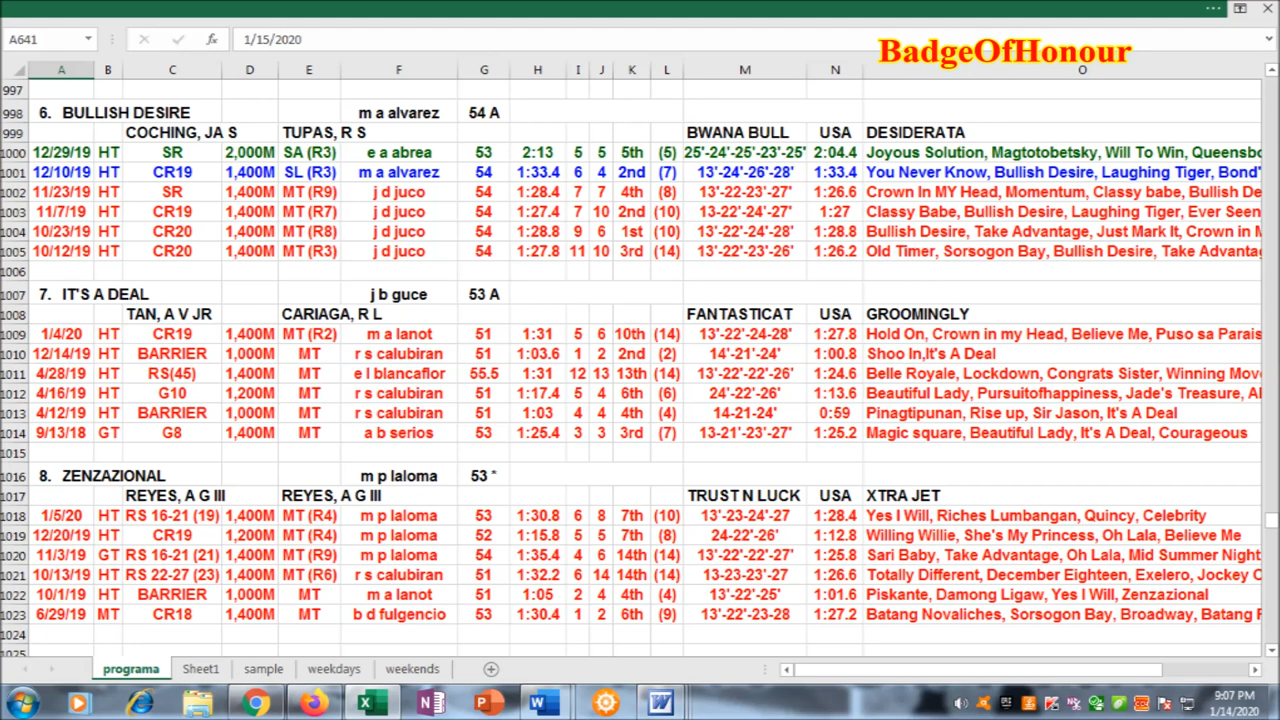 A641 fx 1/15/2020
BadgeOfHonour
A B C D E F G H I J K L M N O
997
998 6. BULLISH DESIRE m a alvarez 54 A
999 COCHING, JA S TUPAS, R S BWANA BULL USA DESIDERATA
1000 12/29/19 HT SR 2,000M SA (R3) e a abrea 53 2:13 5 5 5th (5) 25'-24'-25'-23'-25' 2:04.4 Joyous Solution, Magtotobetsky, Will To Win, Queensbo
1001 12/10/19 HT CR19 1,400M SL (R3) m a alvarez 54 1:33.4 6 4 2nd (7) 13'-24'-26'-28' 1:33.4 You Never Know, Bullish Desire, Laughing Tiger, Bond'
1002 11/23/19 HT SR 1,400M MT (R3) j d juco 54 1:28.4 7 7 4th (8) 13'-22-23'-27' 1:26.6 Crown In MY Head, Momentum, Classy babe, Bullish De
1003 11/7/19 HT CR19 1,400M MT (R7) j d juco 54 1:27.4 7 10 2nd (10) 13-22'-24'-27' 1:27 Classy Babe, Bullish Desire, Laughing Tiger, Ever Seen
1004 10/23/19 HT CR20 1,400M MT (R8) j d juco 54 1:28.8 9 6 1st (10) 13'-22'-24'-28' 1:28.8 Bullish Desire, Take Advantage, Just Mark It, Crown in M
1005 10/12/19 HT CR20 1,400M MT (R3) j d juco 54 1:27.8 11 10 3rd (14) 13'-22'-23'-26' 1:26.2 Old Timer, Sorsogon Bay, Bullish Desire, Take Advantag
1006
1007 7. IT'S A DEAL j b guce 53 A
1008 TAN, A V JR CARIAGA, R L FANTASTICAT USA GROOMINGLY
1009 1/4/20 HT CR19 1,400M MT (R2) m a lanot 51 1:31 5 6 10th (14) 13'-22'-24-28' 1:27.8 Hold On, Crown in my Head, Believe Me, Puso sa Parais
1010 12/14/19 HT BARRIER 1,000M MT r s calubiran 51 1:03.6 1 2 2nd (2) 14'-21'-24' 1:00.8 Shoo In,It's A Deal
1011 4/28/19 HT RS(45) 1,400M MT e l blancaflor 55.5 1:31 12 13 13th (14) 13'-22'-22'-26' 1:24.6 Belle Royale, Lockdown, Congrats Sister, Winning Mov
1012 4/16/19 HT G10 1,200M MT r s calubiran 51 1:17.4 5 4 6th (6) 24'-22'-26' 1:13.6 Beautiful Lady, Pursuitofhappiness, Jade's Treasure, Al
1013 4/12/19 HT BARRIER 1,000M MT r s calubiran 51 1:03 4 4 4th (4) 14-21-24' 0:59 Pinagtipunan, Rise up, Sir Jason, It's A Deal
1014 9/13/18 GT G8 1,400M MT a b serios 53 1:25.4 3 3 3rd (7) 13-21'-23'-27' 1:25.2 Magic square, Beautiful Lady, It's A Deal, Courageous
1015
1016 8. ZENZAZIONAL m p laloma 53 *
1017 REYES, A G III REYES, A G III TRUST N LUCK USA XTRA JET
1018 1/5/20 HT RS 16-21 (19) 1,400M MT (R4) m p laloma 53 1:30.8 6 8 7th (10) 13'-23-24'-27 1:28.4 Yes I Will, Riches Lumbangan, Quincy, Celebrity
1019 12/20/19 HT CR19 1,200M MT (R4) m p laloma 52 1:15.8 5 5 7th (8) 24-22'-26' 1:12.8 Willing Willie, She's My Princess, Oh Lala, Believe Me
1020 11/3/19 GT RS 16-21 (21) 1,400M MT (R9) m p laloma 54 1:35.4 4 6 14th (14) 13'-22'-22'-27' 1:25.8 Sari Baby, Take Advantage, Oh Lala, Mid Summer Night
1021 10/13/19 HT RS 22-27 (23) 1,400M MT (R6) r s calubiran 51 1:32.2 6 14 14th (14) 13-23-23'-27' 1:26.6 Totally Different, December Eighteen, Exelero, Jockey C
1022 10/1/19 HT BARRIER 1,000M MT m a lanot 51 1:05 2 4 4th (4) 13'-22'-25' 1:01.6 Piskante, Damong Ligaw, Yes I Will, Zenzazional
1023 6/29/19 MT CR18 1,400M MT b d fulgencio 53 1:30.4 1 2 6th (9) 13'-22'-23-28 1:27.2 Batang Novaliches, Sorsogon Bay, Broadway, Batang F
1024
1025
programa Sheet1 sample weekdays weekends
9:07 PM
1/14/2020